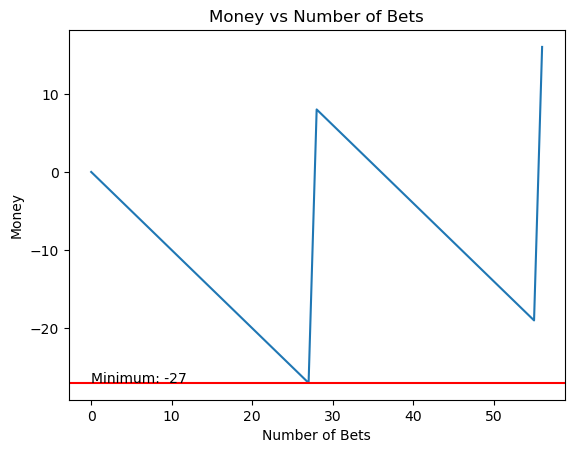 Money vs Number of Bets
10
0
−10
−20
Money
Minimum: -27
0 10 20 30 40 50
Number of Bets